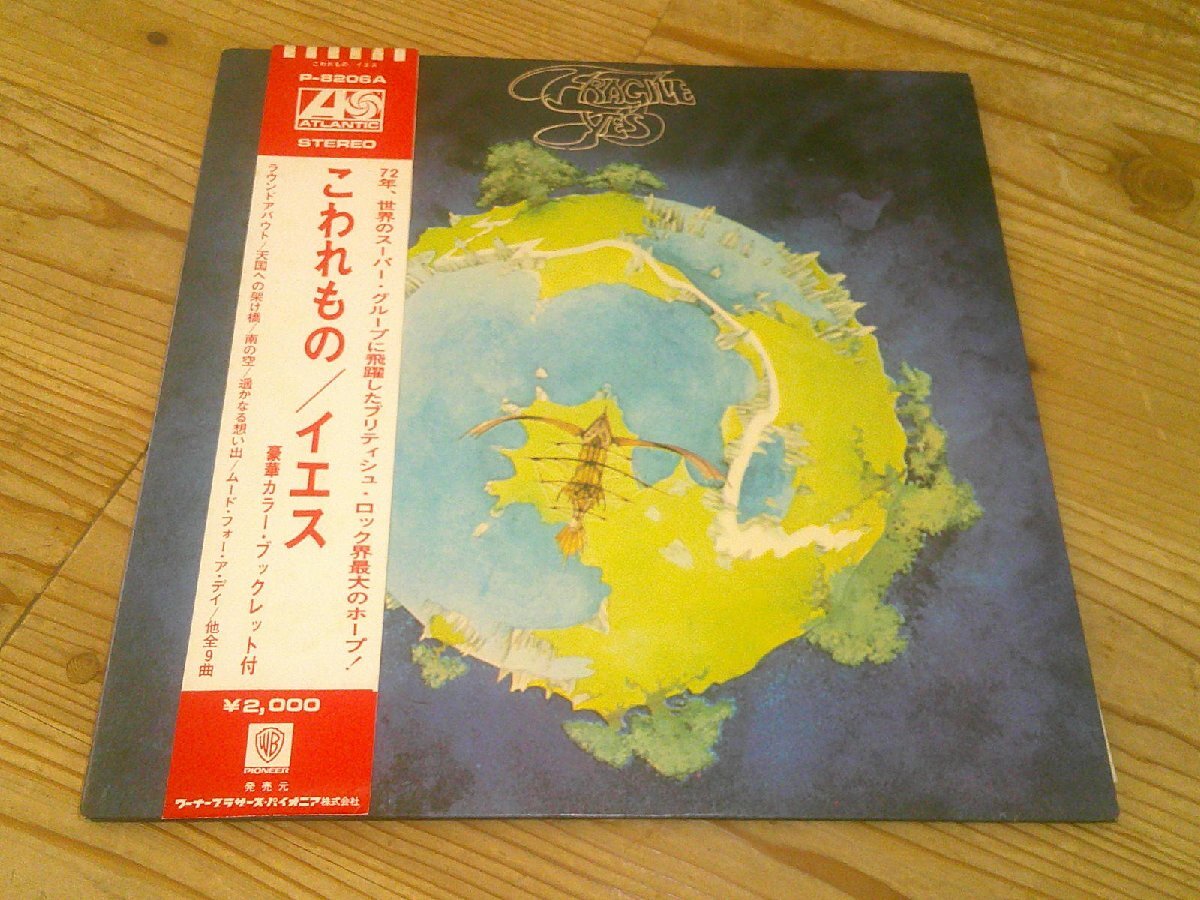 こわれもの/イエス
P-8206A
ATLANTIC
STEREO
72年、世界のスーパー・グループに飛躍したブリティシュ・ロック界最大のホープ!
こわれもの/イエス
豪華カラー・ブックレット付
ラウンドアバウト/天国への架け橋/南の空/遥かなる想い出/ムード・フォー・ア・デイ/他全9曲
¥2,000
WB
PIONEER
発売元
ワーナーブラザーズ・パイオニア株式会社
FRAGILE
YES